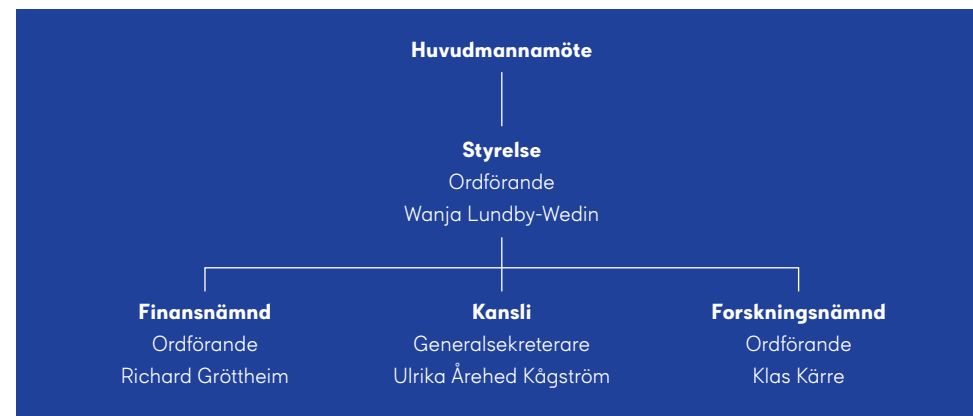 Huvudmannamöte
Styrelse
Ordförande
Wanja Lundby-Wedin
Finansnämnd
Ordförande
Richard Gröttheim
Kansli
Generalsekreterare
Ulrika Årehed Kågström
Forskningsnämnd
Ordförande
Klas Kärre